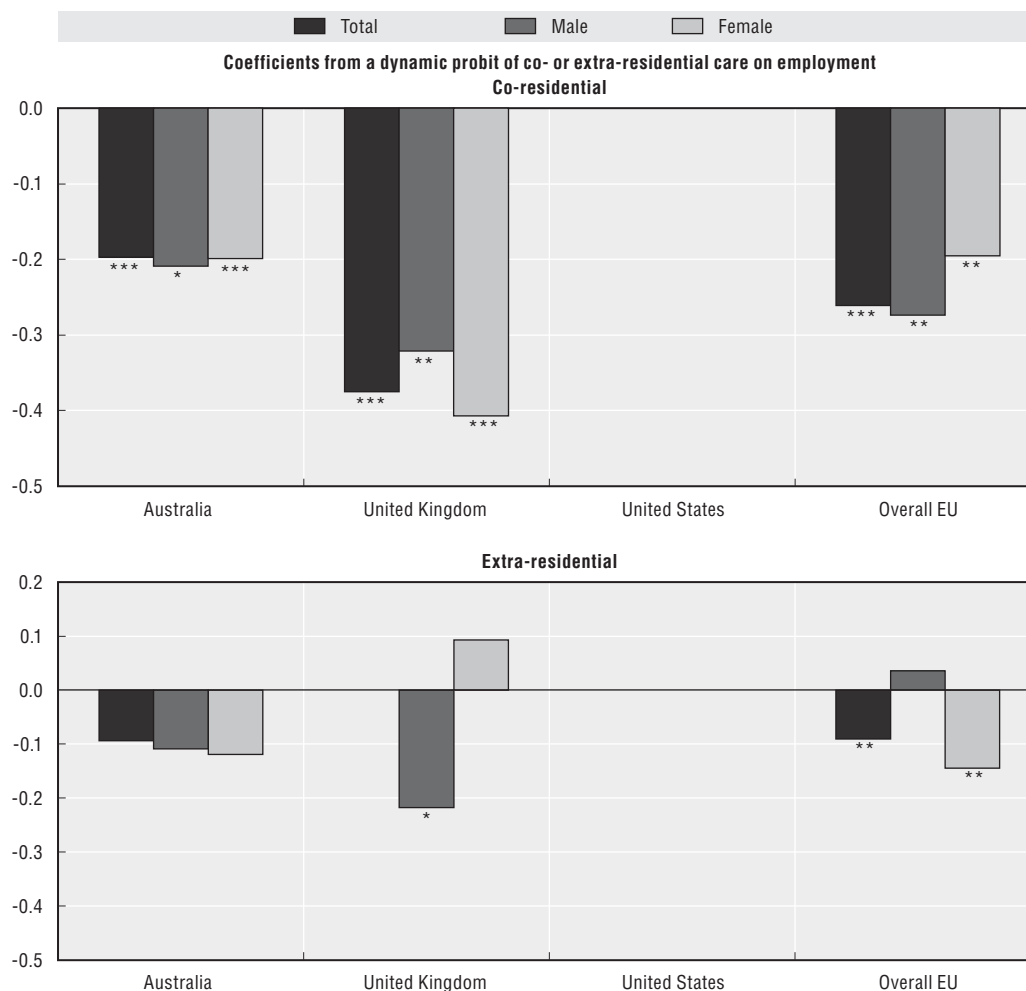 Total Male Female
Coefficients from a dynamic probit of co- or extra-residential care on employment
Co-residential
0.0
-0.1
-0.2
*** * *** **
-0.3
*** ** **
-0.4
*** ***
-0.5
Australia United Kingdom United States Overall EU
Extra-residential
0.2
0.1
0.0
-0.1
** **
-0.2
*
-0.3
-0.4
-0.5
Australia United Kingdom United States Overall EU